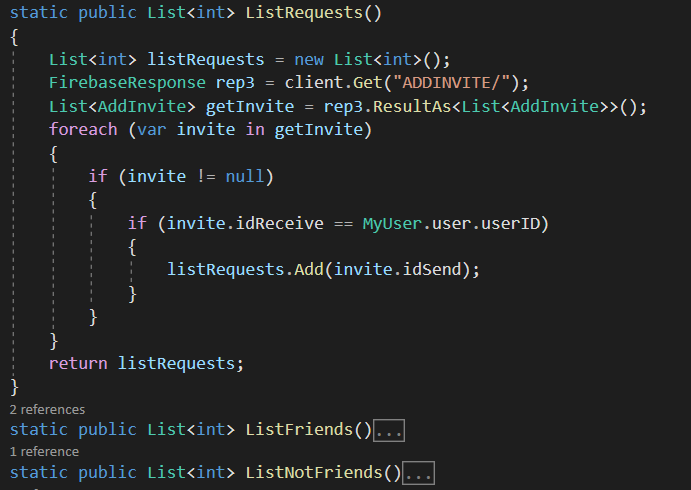 static public List<int> ListRequests()
{
List<int> listRequests = new List<int>();
FirebaseResponse rep3 = client.Get("ADDINVITE/");
List<AddInvite> getInvite = rep3.ResultAs<List<AddInvite>>();
foreach (var invite in getInvite)
{
if (invite != null)
{
if (invite.idReceive == MyUser.user.userID)
{
listRequests.Add(invite.idSend);
}
}
}
return listRequests;
}
2 references
static public List<int> ListFriends()...
1 reference
static public List<int> ListNotFriends()...